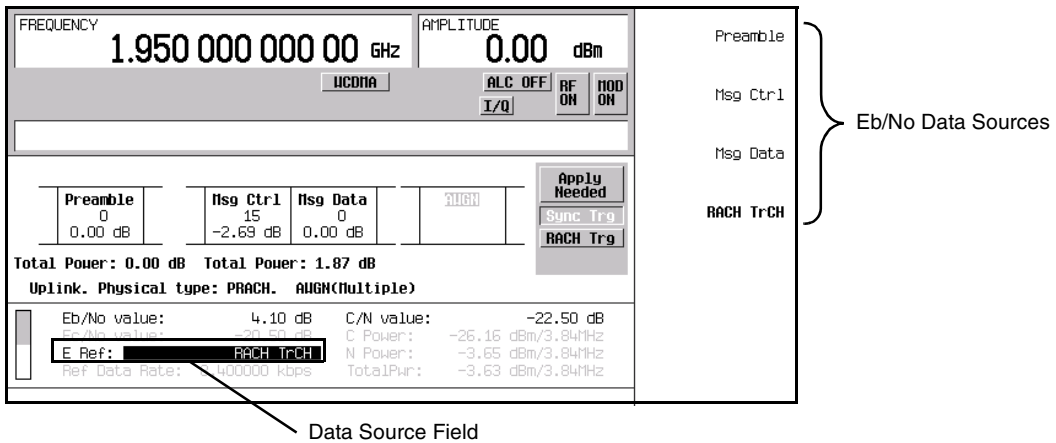 FREQUENCY
1.950 000 000 00 GHz
AMPLITUDE
0.00 dBm
WCDMA
ALC OFF
I/Q
RF ON
MOD ON
Preamble
Msg Ctrl
Msg Data
RACH TrCH
Eb/No Data Sources
Preamble
0
0.00 dB
Msg Ctrl
15
-2.69 dB
Msg Data
0
0.00 dB
AWGN
Apply Needed
Sync Trg
RACH Trg
Total Power: 0.00 dB Total Power: 1.87 dB
Uplink. Physical type: PRACH. AWGN(Multiple)
Eb/No value: 4.10 dB C/N value: -22.50 dB
Ec/No value: -20.50 dB C Power: -26.16 dBm/3.84MHz
E Ref: RACH TrCH N Power: -3.65 dBm/3.84MHz
Ref Data Rate: .400000 kbps TotalPwr: -3.63 dBm/3.84MHz
Data Source Field